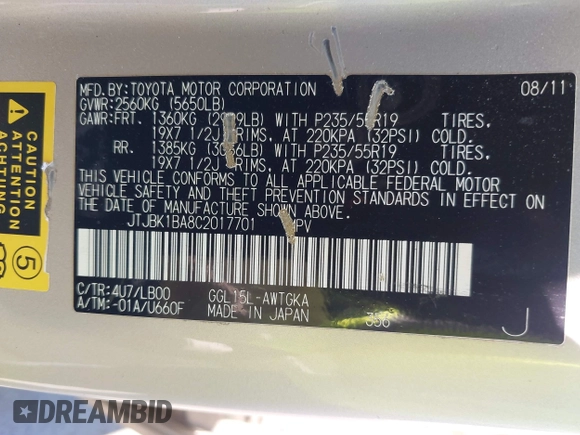 MFD.BY:TOYOTA MOTOR CORPORATION 08/11
GVWR:2560KG (5650LB)
GAWR:FRT. 1360KG LB) WITH P235/55R19 TIRES.
19X7 1/2J RIMS. AT 220KPA (32PSI) COLD.
RR. 1385KG LB) WITH P235/55R19 TIRES.
19X7 1/2J RIMS. AT 220KPA (32PSI) COLD.
THIS VEHICLE CONFORMS TO ALL APPLICABLE FEDERAL MOTOR
VEHICLE SAFETY AND THEFT PREVENTION STANDARDS IN EFFECT ON
THE DATE OF MANUFACTURE SHOWN ABOVE.
JTJBK1BA8C2017701 MPV
C/TR:4U7/LB00 GGL15L-AWTGKA
A/TM:-01A/U660F MADE IN JAPAN 356 J
ACHTUNG
5
DREAMBID